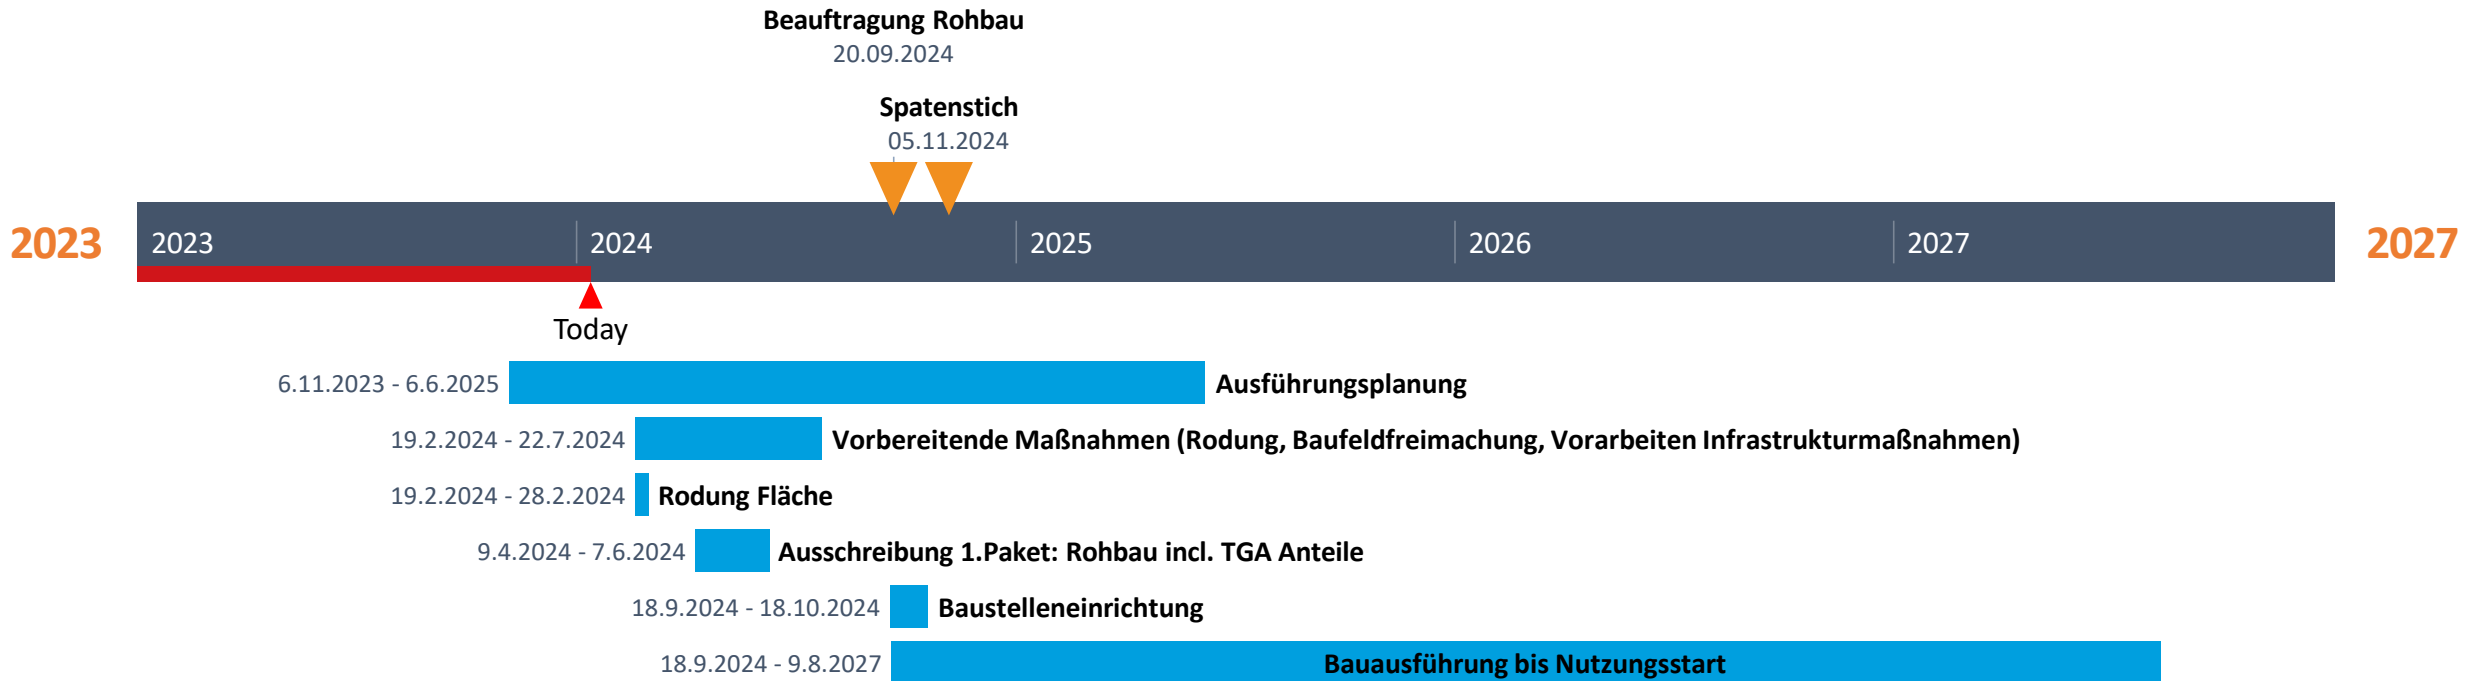 Beauftragung Rohbau
20.09.2024
Spatenstich
05.11.2024
2023 2023 2024 2025 2026 2027 2027
Today
6.11.2023 - 6.6.2025 Ausführungsplanung
19.2.2024 - 22.7.2024 Vorbereitende Maßnahmen (Rodung, Baufeldfreimachung, Vorarbeiten Infrastrukturmaßnahmen)
19.2.2024 - 28.2.2024 Rodung Fläche
9.4.2024 - 7.6.2024 Ausschreibung 1.Paket: Rohbau incl. TGA Anteile
18.9.2024 - 18.10.2024 Baustelleneinrichtung
18.9.2024 - 9.8.2027 Bauausführung bis Nutzungsstart